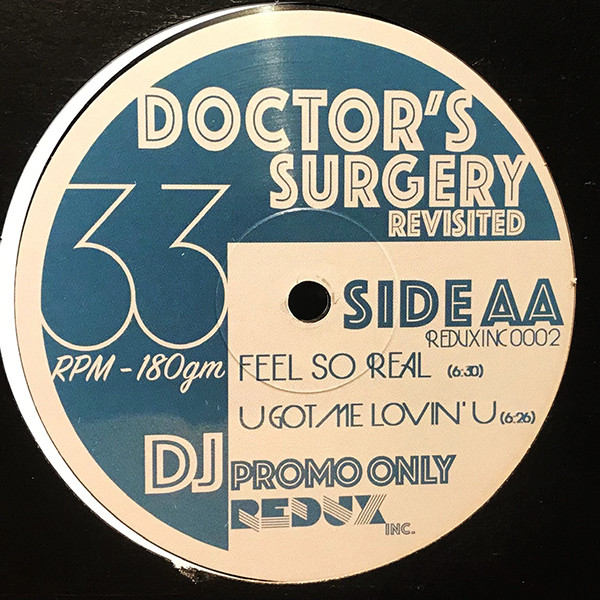 DOCTOR'S
SURGERY
REVISITED
33
RPM - 180gm
SIDE AA
REDUXINC0002
FEEL SO REAL (6:30)
U GOT ME LOVIN' U (6:26)
DJ PROMO ONLY
REDUX INC.